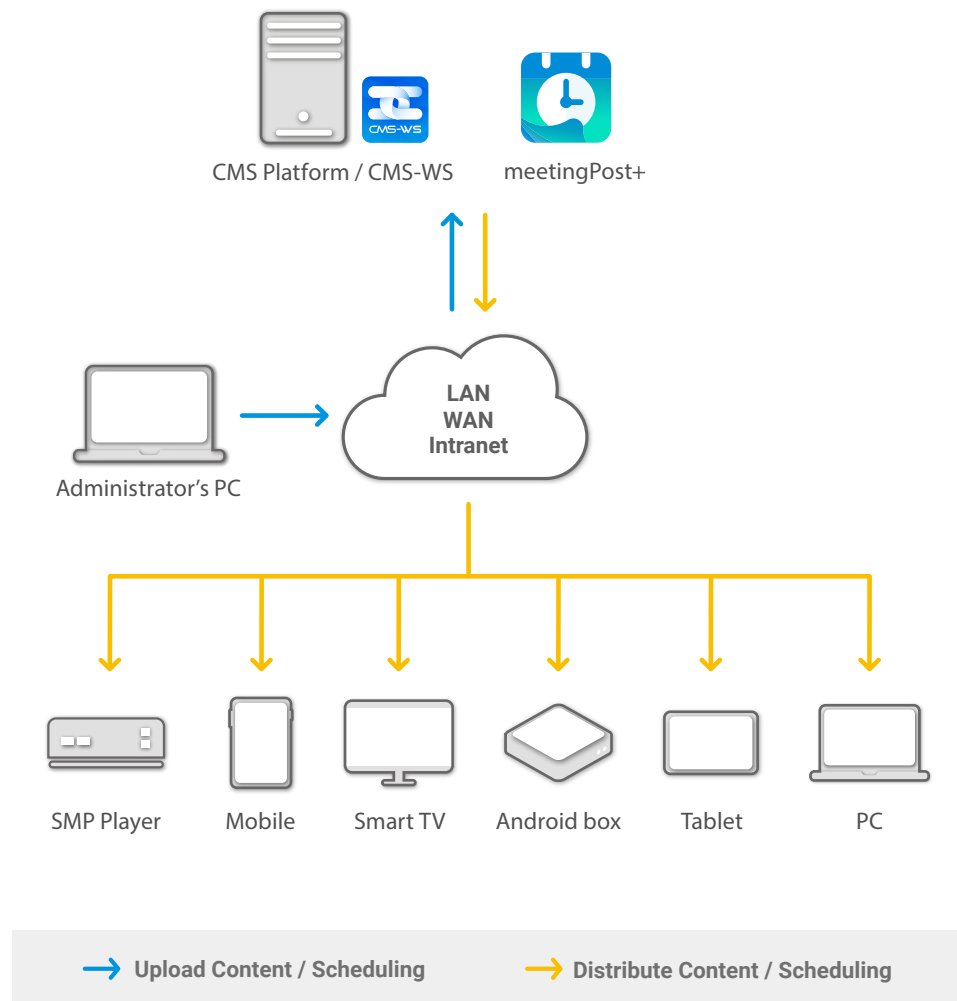 CMS-WS
CMS Platform / CMS-WS
meetingPost+
LAN
WAN
Intranet
Administrator’s PC
SMP Player
Mobile
Smart TV
Android box
Tablet
PC
Upload Content / Scheduling
Distribute Content / Scheduling